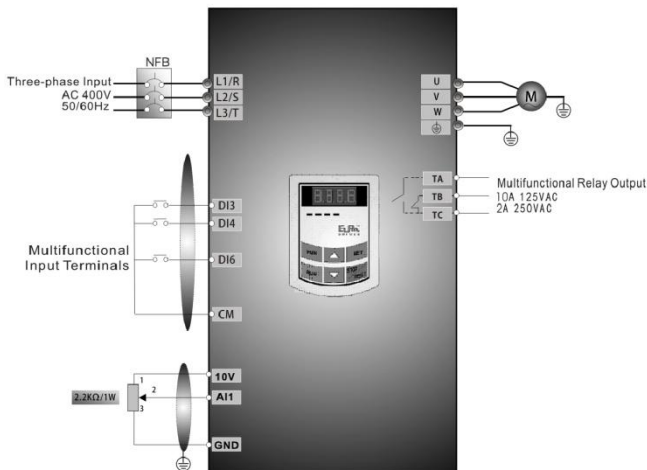 NFB
Three-phase Input
AC 400V
50/60Hz
L1/R
L2/S
L3/T
U
V
W
M
TA
TB
TC
Multifunctional Relay Output
10A 125VAC
2A 250VAC
Multifunctional
Input Terminals
DI3
DI4
DI6
CM
RUN
10V
AI1
GND
2.2KΩ/1W
1
2
3